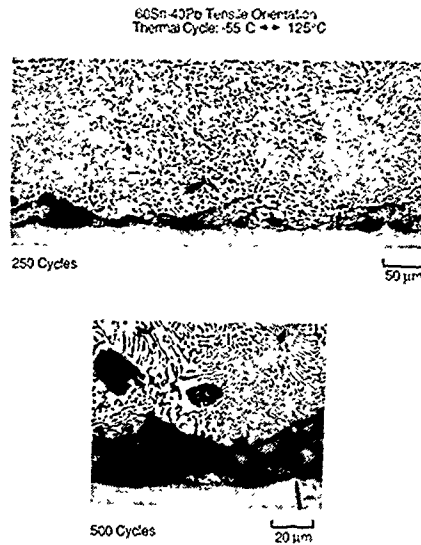 60Sn-40Pb Tensile Orientation
Thermal Cycle: -55°C ↔ 125°C
250 Cycles
50 µm
500 Cycles
20 µm